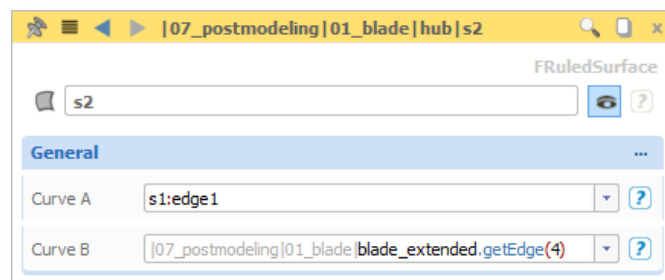 |07_postmodeling|01_blade|hub|s2
FRuledSurface
s2
?
General
...
Curve A s1:edge1 ?
Curve B |07_postmodeling|01_blade|blade_extended.getEdge(4) ?